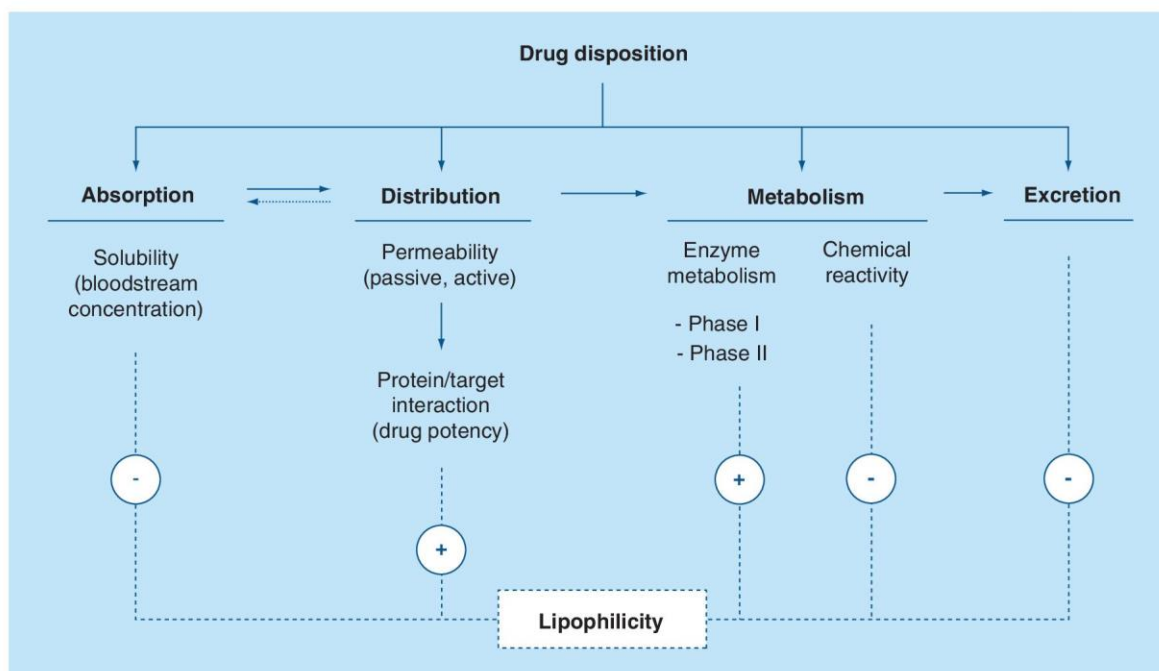 Drug disposition
Absorption
Distribution
Metabolism
Excretion
Solubility
(bloodstream
concentration)
Permeability
(passive, active)
Protein/target
interaction
(drug potency)
Enzyme
metabolism
- Phase I
- Phase II
Chemical
reactivity
-
+
+
-
-
Lipophilicity